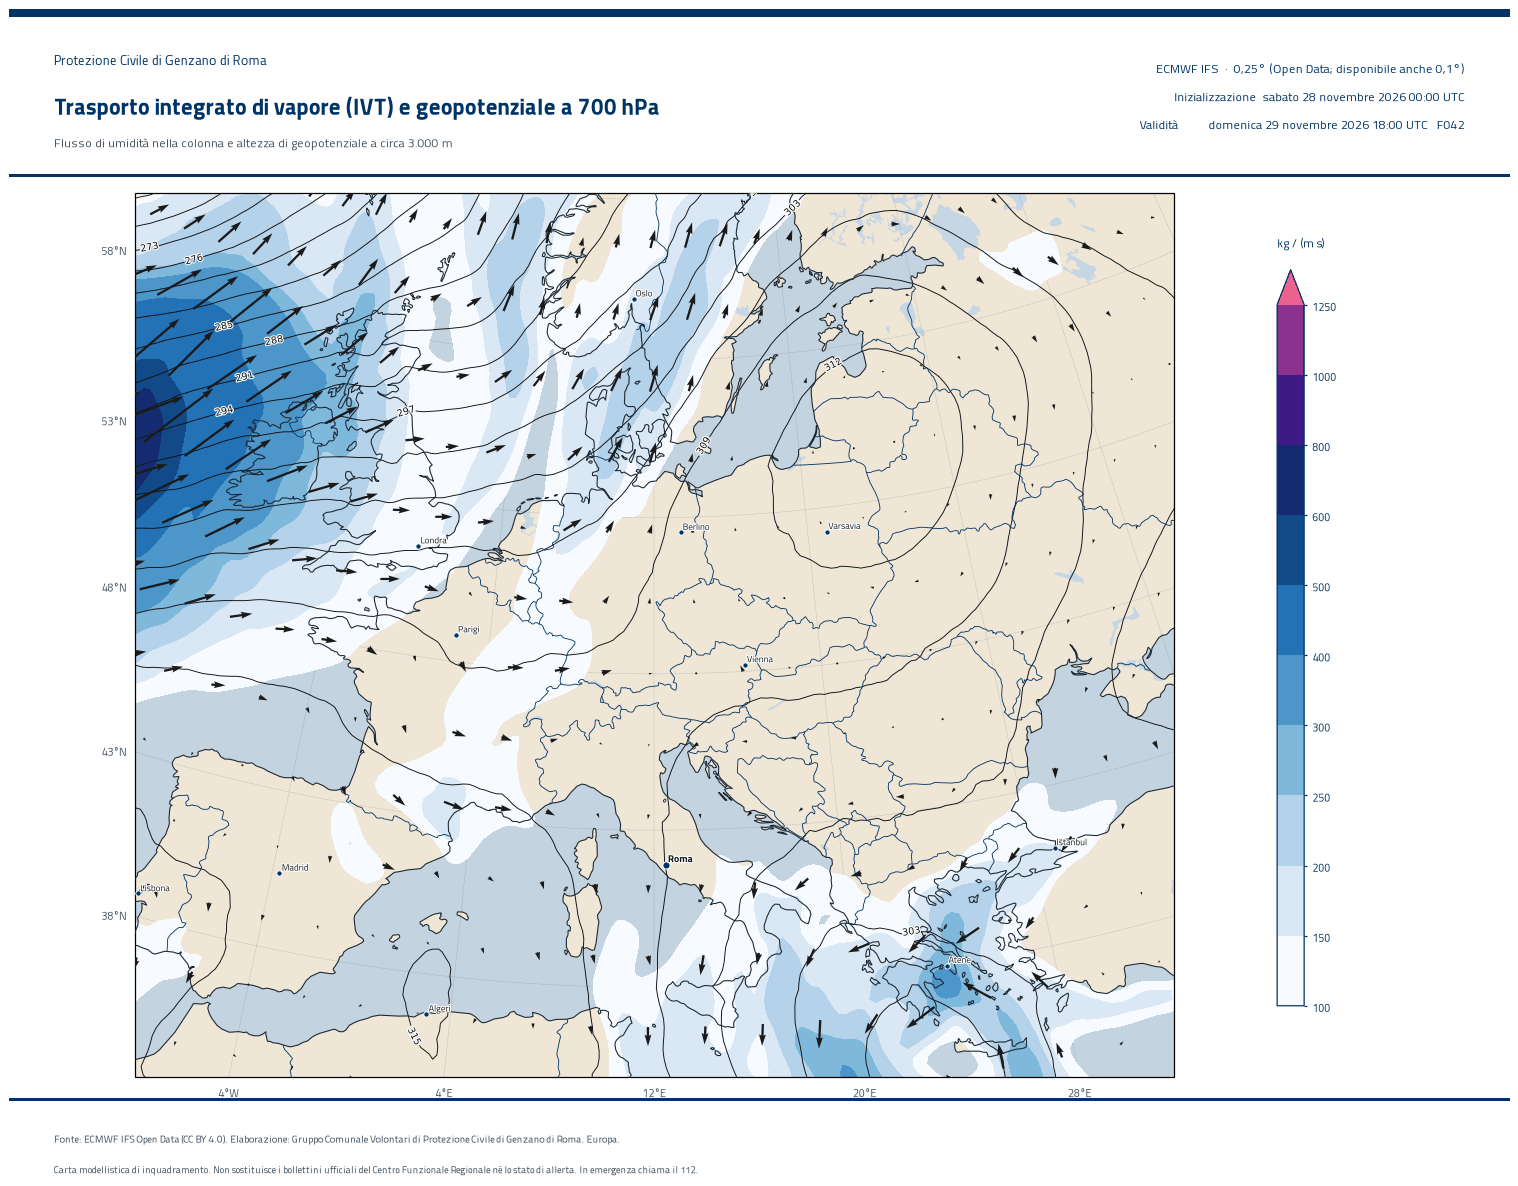 Protezione Civile di Genzano di Roma
Trasporto integrato di vapore (IVT) e geopotenziale a 700 hPa
Flusso di umidità nella colonna e altezza di geopotenziale a circa 3.000 m
ECMWF IFS · 0,25° (Open Data; disponibile anche 0,1°)
Inizializzazione sabato 28 novembre 2026 00:00 UTC
Validità domenica 29 novembre 2026 18:00 UTC F042
58°N
53°N
48°N
43°N
38°N
4°W
4°E
12°E
20°E
28°E
273
276
285
288
291
294
297
303
309
312
303
315
Oslo
Londra
Berlino
Varsavia
Parigi
Vienna
Madrid
Lisbona
Roma
Istanbul
Atene
Algeri
kg / (m s)
1250
1000
800
600
500
400
300
250
200
150
100
Fonte: ECMWF IFS Open Data (CC BY 4.0). Elaborazione: Gruppo Comunale Volontari di Protezione Civile di Genzano di Roma. Europa.
Carta modellistica di inquadramento. Non sostituisce i bollettini ufficiali del Centro Funzionale Regionale né lo stato di allerta. In emergenza chiama il 112.